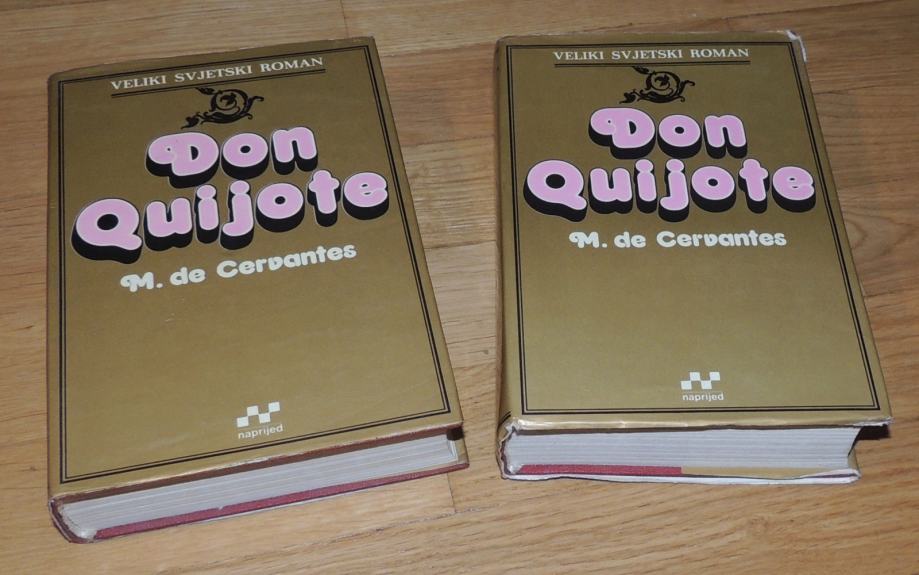 VELIKI SVJETSKI ROMAN
Don
Quijote
M. de Cervantes
naprijed
VELIKI SVJETSKI ROMAN
Don
Quijote
M. de Cervantes
naprijed